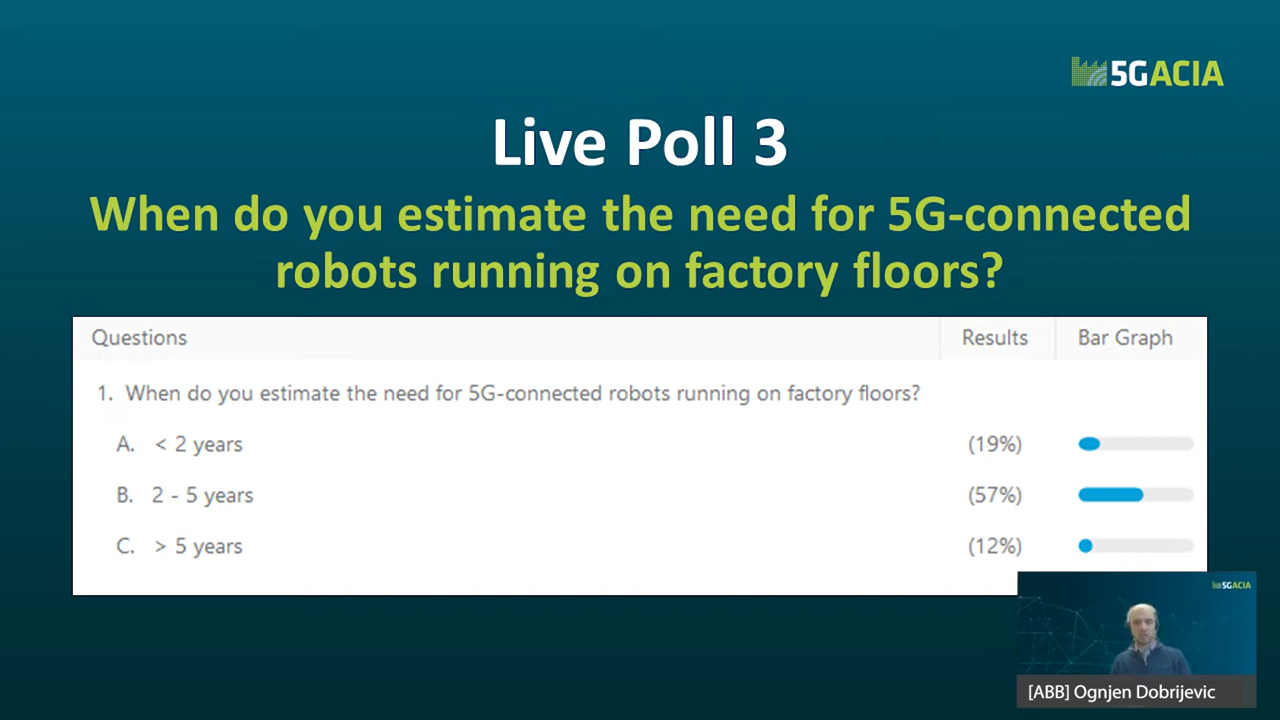 5GACIA
Live Poll 3
When do you estimate the need for 5G-connected
robots running on factory floors?
Questions Results Bar Graph
1. When do you estimate the need for 5G-connected robots running on factory floors?
A. < 2 years (19%)
B. 2 - 5 years (57%)
C. > 5 years (12%)
5GACIA
[ABB] Ognjen Dobrijevic